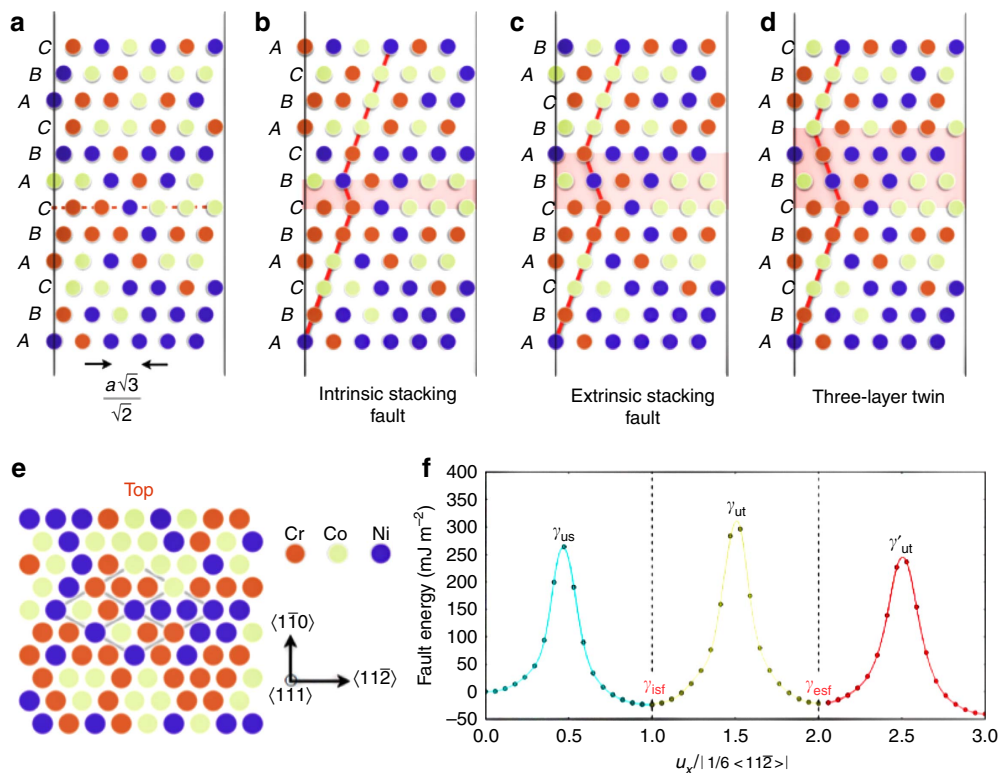 a
C
B
A
C
B
A
C
B
A
C
B
A
a√3
√2
b
A
C
B
A
C
B
C
B
A
C
B
A
Intrinsic stacking
fault
c
B
A
C
B
A
B
C
B
A
C
B
A
Extrinsic stacking
fault
d
C
B
A
C
B
A
B
C
B
A
C
B
A
Three-layer twin
e
Top
Cr Co Ni
⟨11̅0⟩
⟨111⟩
⟨112̅⟩
f
Fault energy (mJ m⁻²)
400
350
300
250
200
150
100
50
0
−50
γus
γut
γ′ut
γisf
γesf
0.0 0.5 1.0 1.5 2.0 2.5 3.0
uₓ/| 1/6 <112̅> |